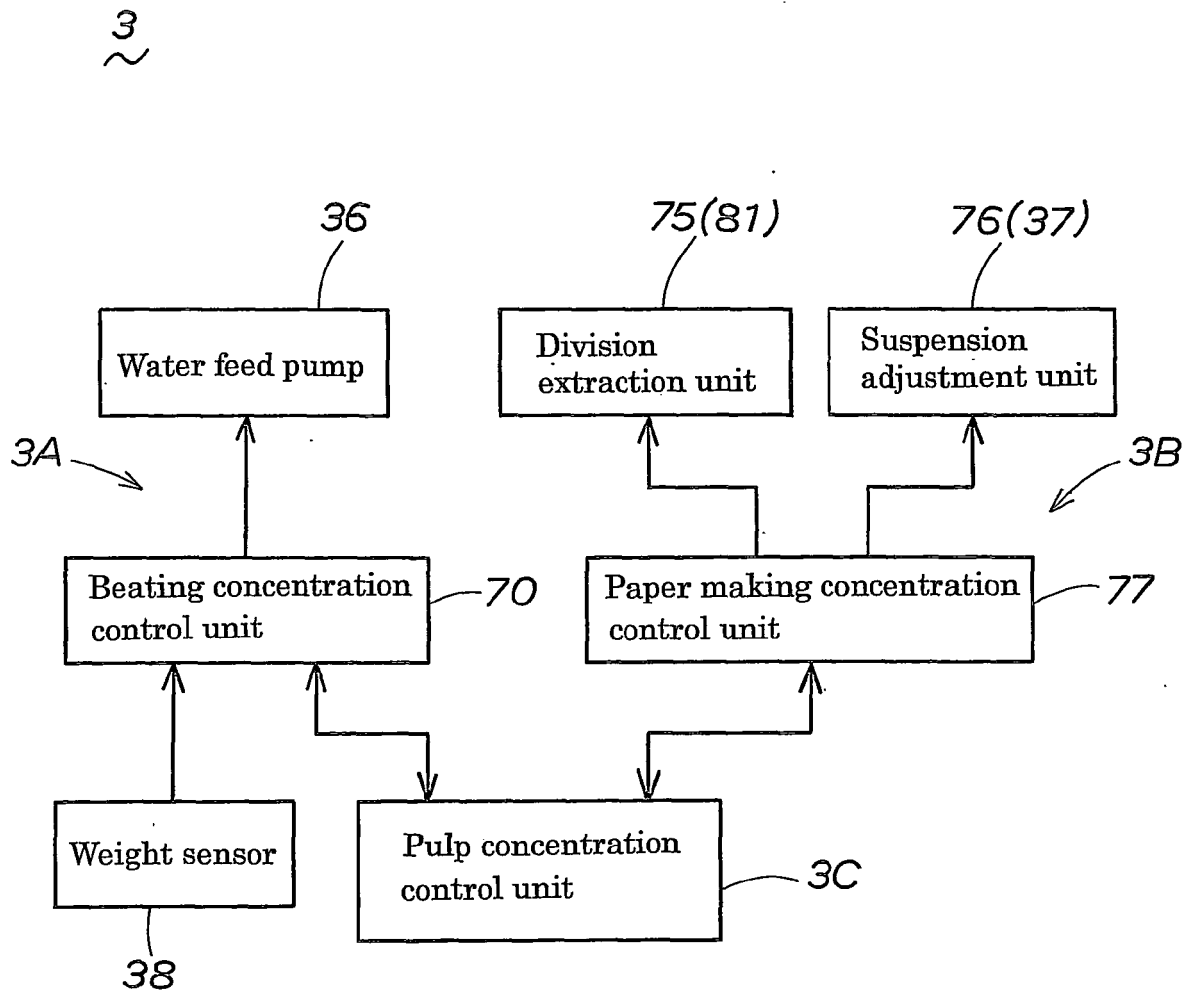 3
36
75(81)
76(37)
Water feed pump
Division
extraction unit
Suspension
adjustment unit
3A
3B
Beating concentration
control unit
70
Paper making concentration
control unit
77
Weight sensor
Pulp concentration
control unit
3C
38